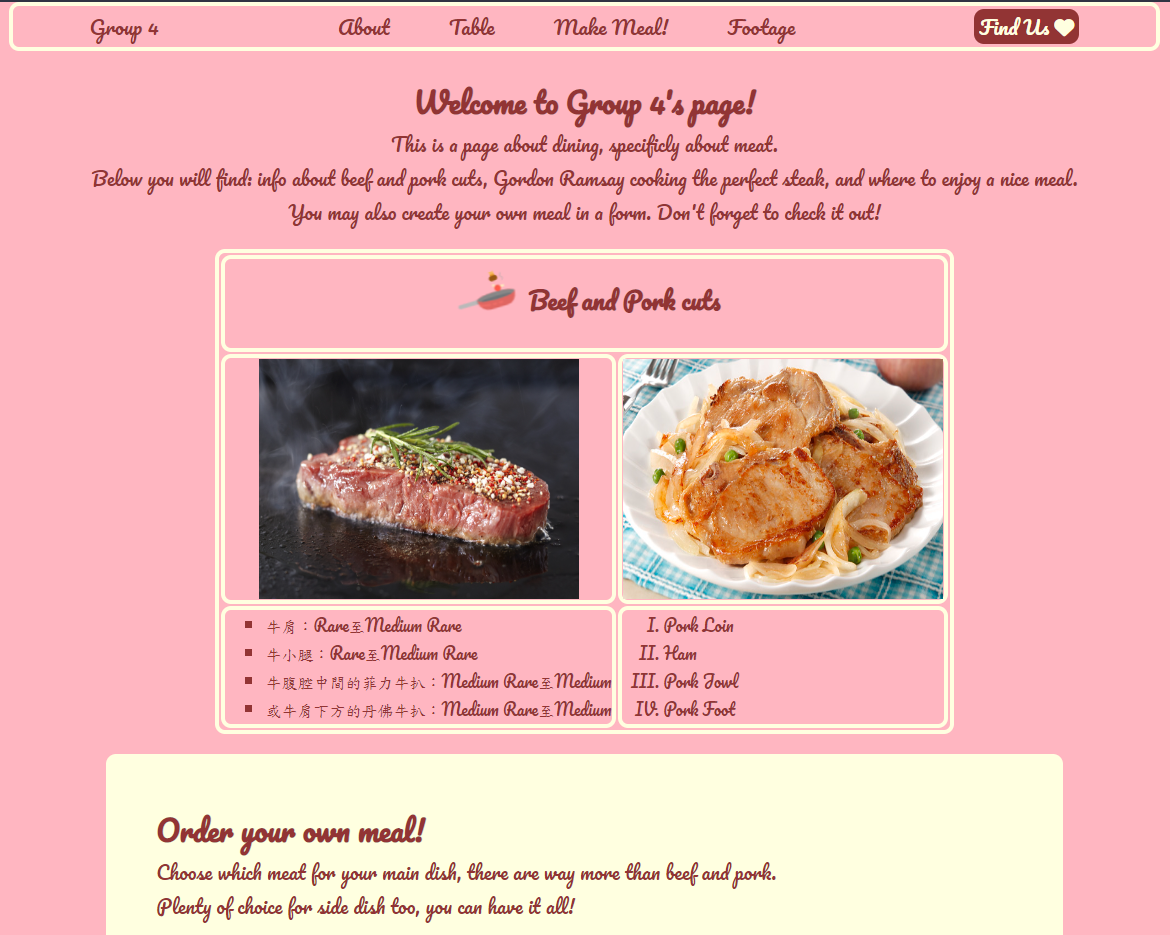 Group 4 About Table Make Meal! Footage Find Us
Welcome to Group 4's page!
This is a page about dining, specificly about meat.
Below you will find: info about beef and pork cuts, Gordon Ramsay cooking the perfect steak, and where to enjoy a nice meal.
You may also create your own meal in a form. Don't forget to check it out!
Beef and Pork cuts
牛肩：Rare至Medium Rare
牛小腿：Rare至Medium Rare
牛腹腔中間的菲力牛扒：Medium Rare至Medium
或牛肩下方的丹佛牛扒：Medium Rare至Medium
I. Pork Loin
II. Ham
III. Pork Jowl
IV. Pork Foot
Order your own meal!
Choose which meat for your main dish, there are way more than beef and pork.
Plenty of choice for side dish too, you can have it all!